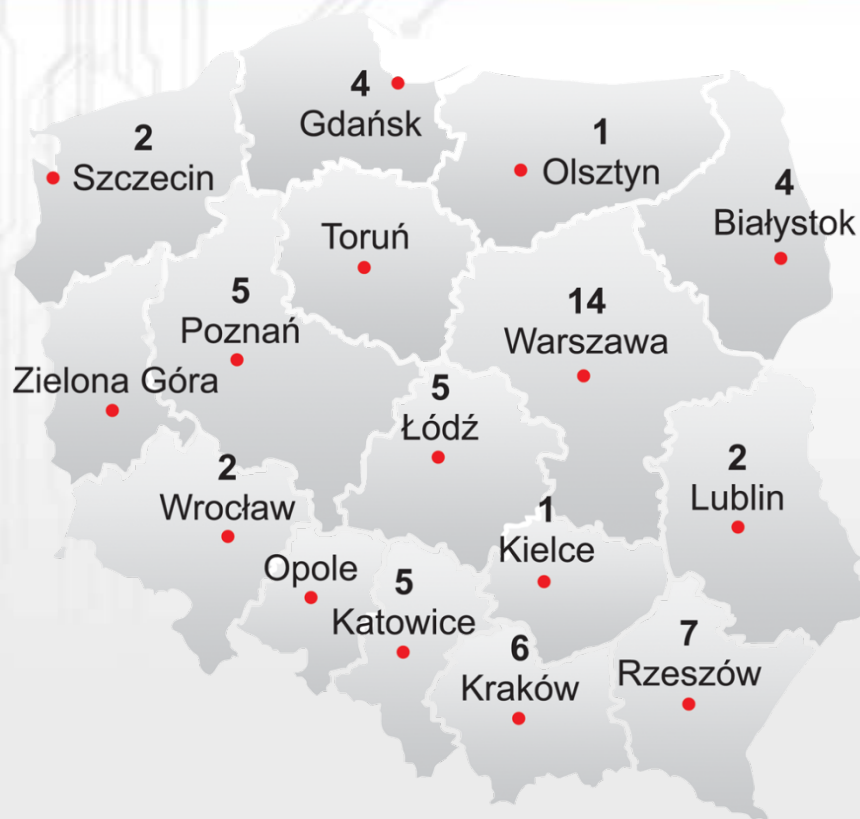 4
Gdańsk
2
Szczecin
1
Olsztyn
4
Białystok
Toruń
5
Poznań
14
Warszawa
Zielona Góra
5
Łódź
2
Wrocław
2
Lublin
1
Kielce
Opole
5
Katowice
6
Kraków
7
Rzeszów